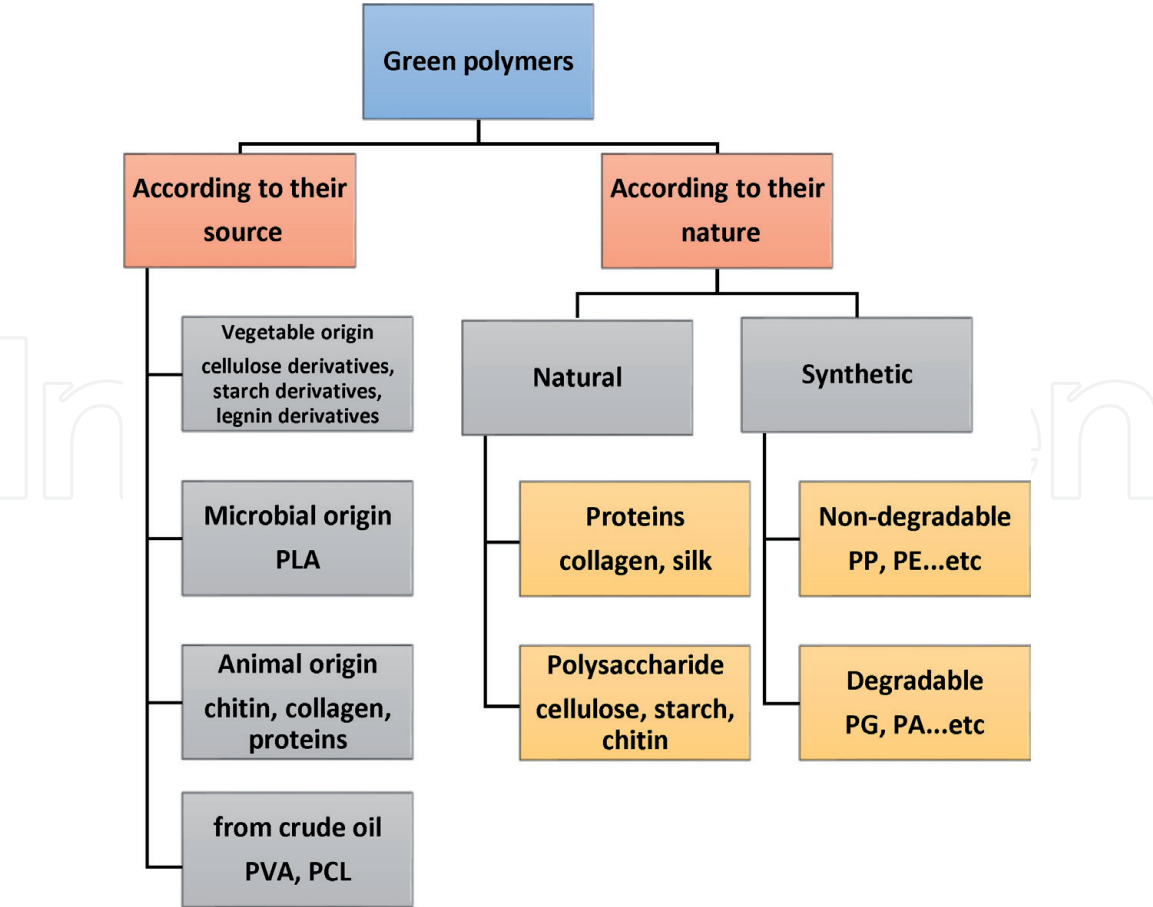 Green polymers
According to their
source
According to their
nature
Vegetable origin
cellulose derivatives,
starch derivatives,
legnin derivatives
Microbial origin
PLA
Animal origin
chitin, collagen,
proteins
from crude oil
PVA, PCL
Natural
Proteins
collagen, silk
Polysaccharide
cellulose, starch,
chitin
Synthetic
Non-degradable
PP, PE...etc
Degradable
PG, PA...etc